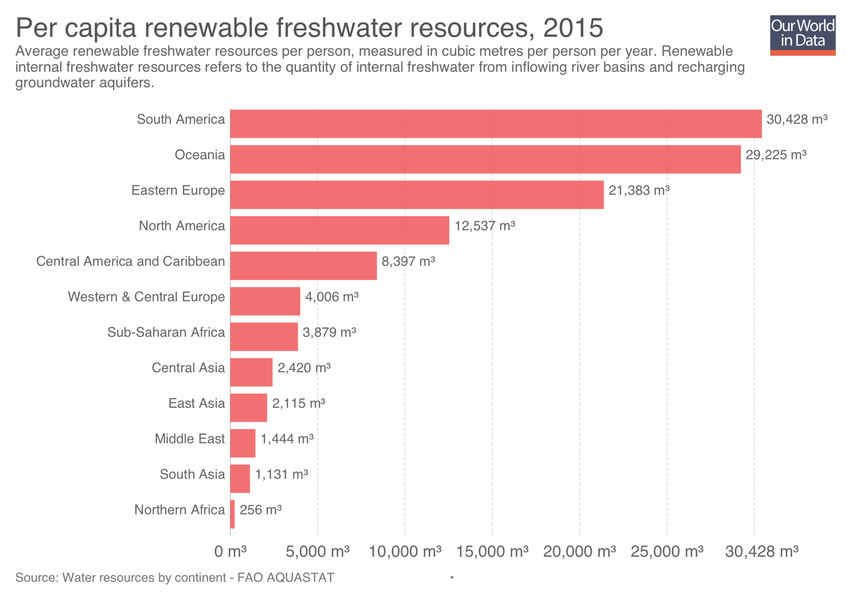 Per capita renewable freshwater resources, 2015
Our World
in Data
Average renewable freshwater resources per person, measured in cubic metres per person per year. Renewable
internal freshwater resources refers to the quantity of internal freshwater from inflowing river basins and recharging
groundwater aquifers.
South America 30,428 m³
Oceania 29,225 m³
Eastern Europe 21,383 m³
North America 12,537 m³
Central America and Caribbean 8,397 m³
Western & Central Europe 4,006 m³
Sub-Saharan Africa 3,879 m³
Central Asia 2,420 m³
East Asia 2,115 m³
Middle East 1,444 m³
South Asia 1,131 m³
Northern Africa 256 m³
0 m³ 5,000 m³ 10,000 m³ 15,000 m³ 20,000 m³ 25,000 m³ 30,428 m³
Source: Water resources by continent - FAO AQUASTAT •